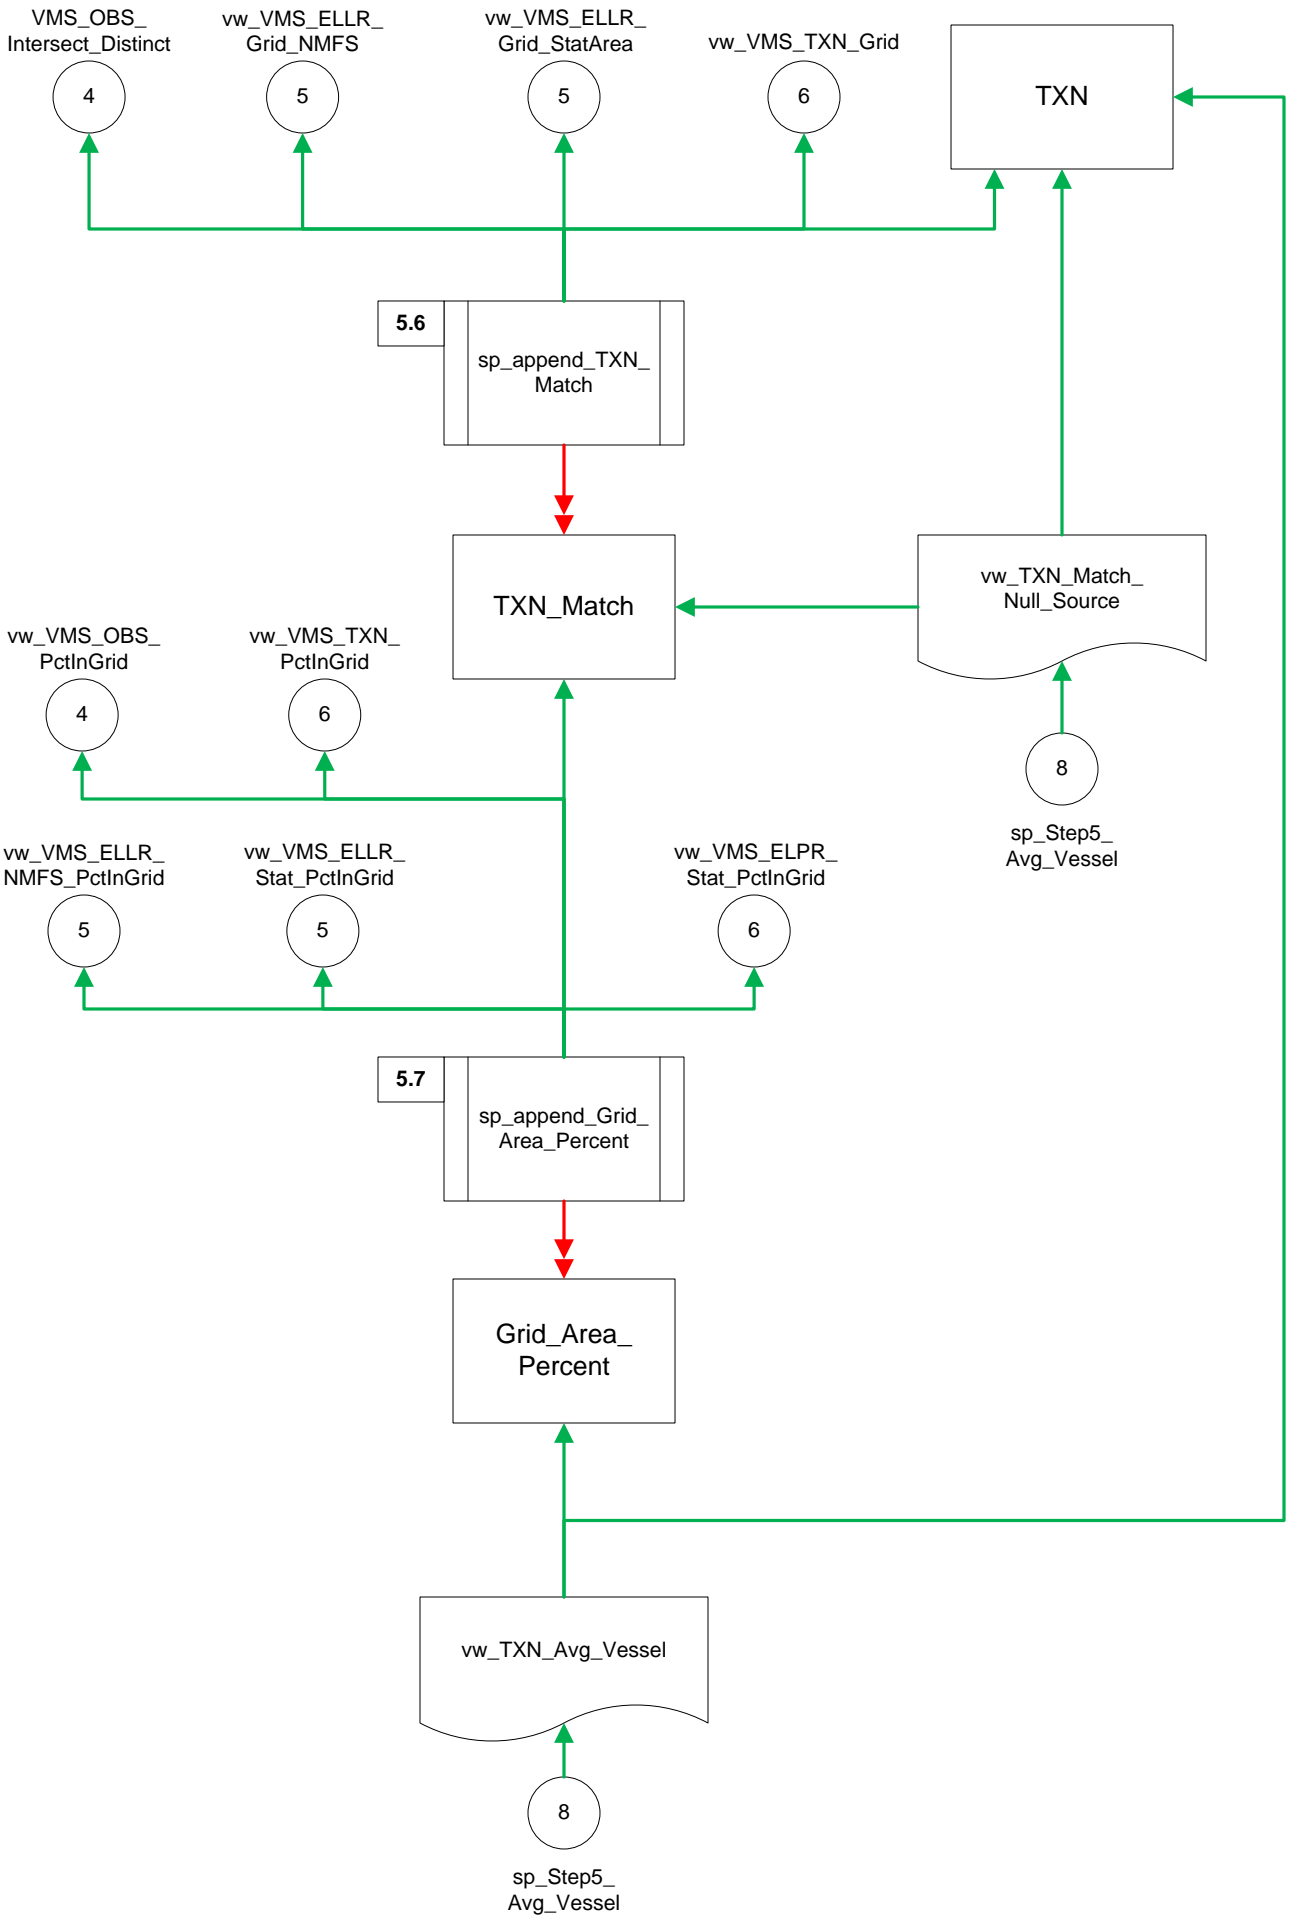 VMS_OBS_
Intersect_Distinct
4
vw_VMS_ELLR_
Grid_NMFS
5
vw_VMS_ELLR_
Grid_StatArea
5
vw_VMS_TXN_Grid
6
TXN
5.6
sp_append_TXN_
Match
TXN_Match
vw_TXN_Match_
Null_Source
8
sp_Step5_
Avg_Vessel
vw_VMS_OBS_
PctInGrid
4
vw_VMS_TXN_
PctInGrid
6
vw_VMS_ELLR_
NMFS_PctInGrid
5
vw_VMS_ELLR_
Stat_PctInGrid
5
vw_VMS_ELPR_
Stat_PctInGrid
6
5.7
sp_append_Grid_
Area_Percent
Grid_Area_
Percent
vw_TXN_Avg_Vessel
8
sp_Step5_
Avg_Vessel